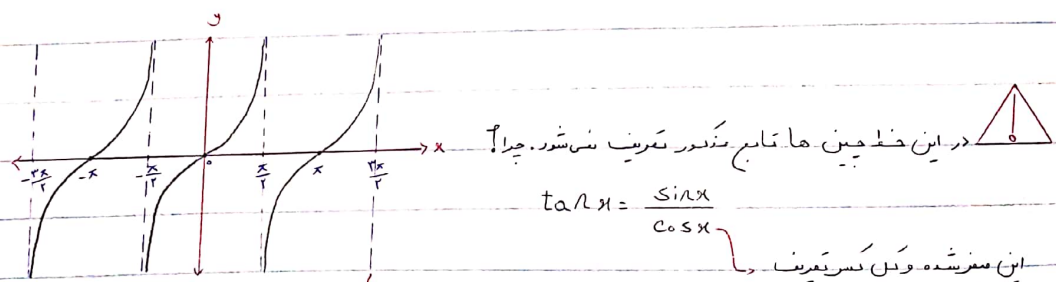 y
در این خط چین ها تابع مذکور تعریف نمی‌شود. چرا؟
x
-۳π/۲ -π -π/۲ ۰ π/۲ π ۳π/۲
tan x = sin x / cos x
این صفر شده و کل کسر تعریف